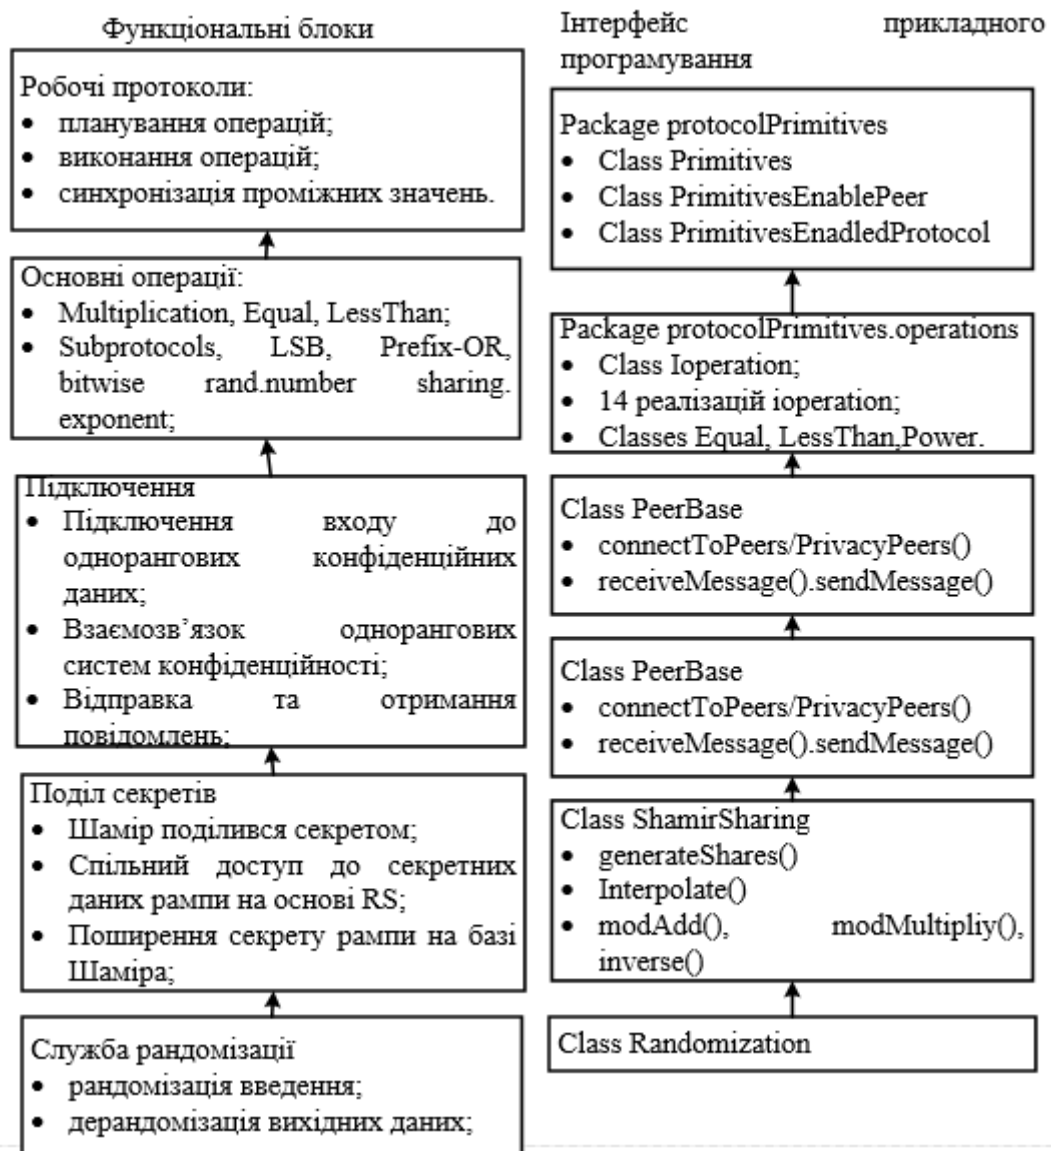 Функціональні блоки
Робочі протоколи:
• планування операцій;
• виконання операцій;
• синхронізація проміжних значень.
Основні операції:
• Multiplication, Equal, LessThan;
• Subprotocols, LSB, Prefix-OR,
bitwise rand.number sharing.
exponent;
Підключення
• Підключення входу до
однорангових конфіденційних
даних;
• Взаємозв’язок однорангових
систем конфіденційності;
• Відправка та отримання
повідомлень;
Поділ секретів
• Шамір поділився секретом;
• Спільний доступ до секретних
даних рампи на основі RS;
• Поширення секрету рампи на базі
Шаміра;
Служба рандомізації
• рандомізація введення;
• дерандомізація вихідних даних;
Інтерфейс прикладного
програмування
Package protocolPrimitives
• Class Primitives
• Class PrimitivesEnablePeer
• Class PrimitivesEnadledProtocol
Package protocolPrimitives.operations
• Class Ioperation;
• 14 реалізацій ioperation;
• Classes Equal, LessThan,Power.
Class PeerBase
• connectToPeers/PrivacyPeers()
• receiveMessage().sendMessage()
Class PeerBase
• connectToPeers/PrivacyPeers()
• receiveMessage().sendMessage()
Class ShamirSharing
• generateShares()
• Interpolate()
• modAdd(), modMultipliy(),
inverse()
Class Randomization